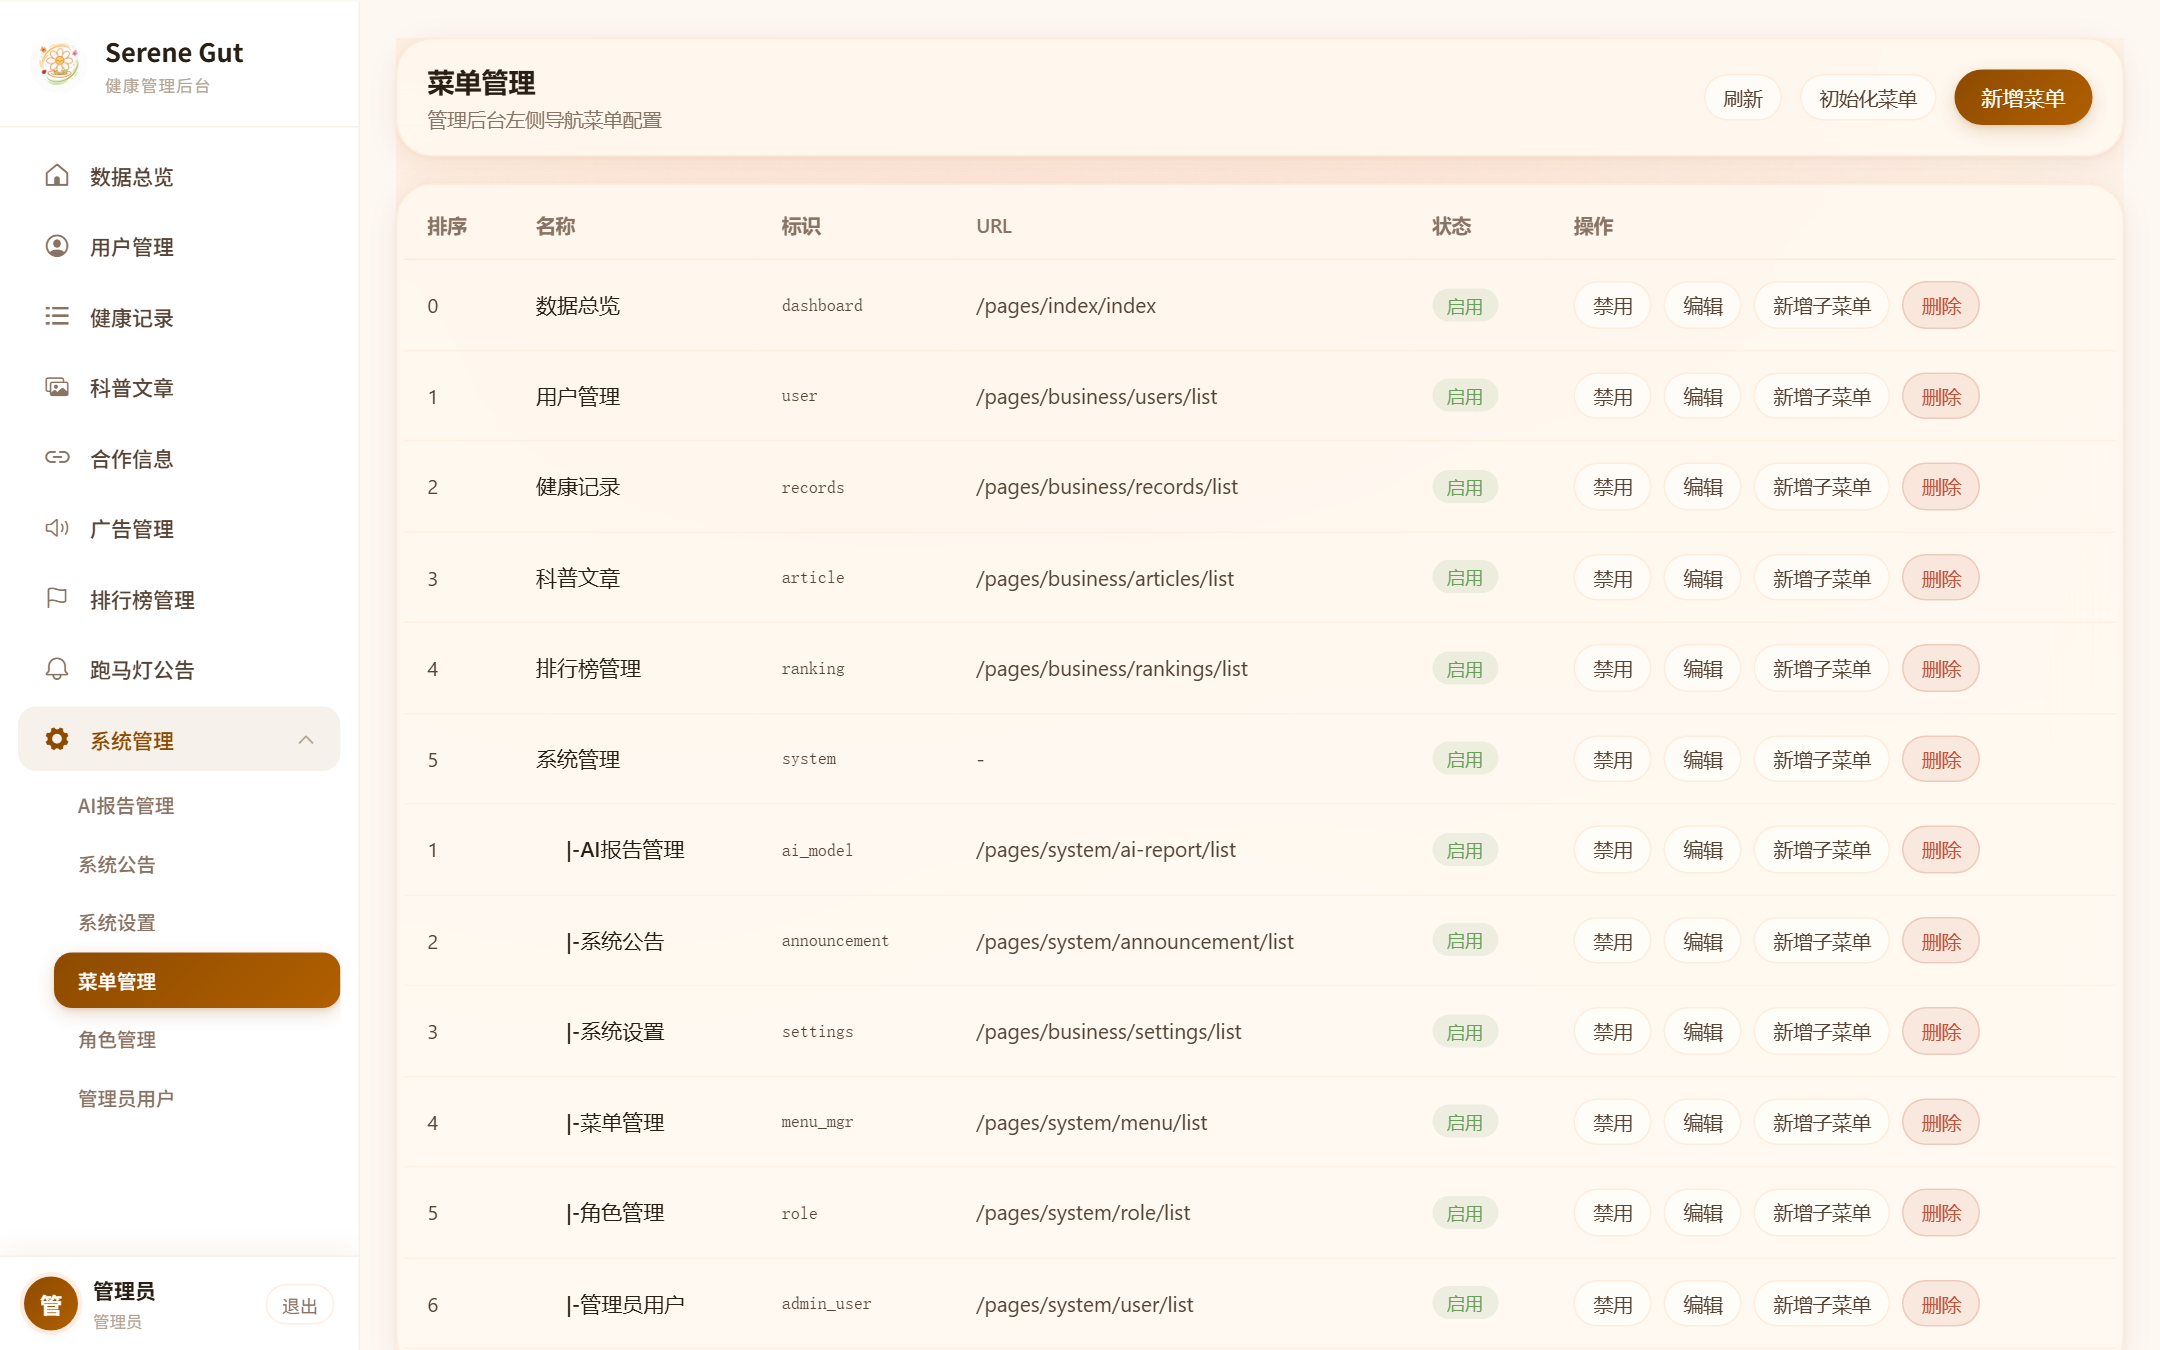 Serene Gut
健康管理后台
数据总览
用户管理
健康记录
科普文章
合作信息
广告管理
排行榜管理
跑马灯公告
系统管理
AI报告管理
系统公告
系统设置
菜单管理
角色管理
管理员用户
管
管理员
管理员
退出
菜单管理
管理后台左侧导航菜单配置
刷新 初始化菜单 新增菜单
排序 名称 标识 URL 状态 操作
0 数据总览 dashboard /pages/index/index 启用 禁用 编辑 新增子菜单 删除
1 用户管理 user /pages/business/users/list 启用 禁用 编辑 新增子菜单 删除
2 健康记录 records /pages/business/records/list 启用 禁用 编辑 新增子菜单 删除
3 科普文章 article /pages/business/articles/list 启用 禁用 编辑 新增子菜单 删除
4 排行榜管理 ranking /pages/business/rankings/list 启用 禁用 编辑 新增子菜单 删除
5 系统管理 system - 启用 禁用 编辑 新增子菜单 删除
1 |-AI报告管理 ai_model /pages/system/ai-report/list 启用 禁用 编辑 新增子菜单 删除
2 |-系统公告 announcement /pages/system/announcement/list 启用 禁用 编辑 新增子菜单 删除
3 |-系统设置 settings /pages/business/settings/list 启用 禁用 编辑 新增子菜单 删除
4 |-菜单管理 menu_mgr /pages/system/menu/list 启用 禁用 编辑 新增子菜单 删除
5 |-角色管理 role /pages/system/role/list 启用 禁用 编辑 新增子菜单 删除
6 |-管理员用户 admin_user /pages/system/user/list 启用 禁用 编辑 新增子菜单 删除